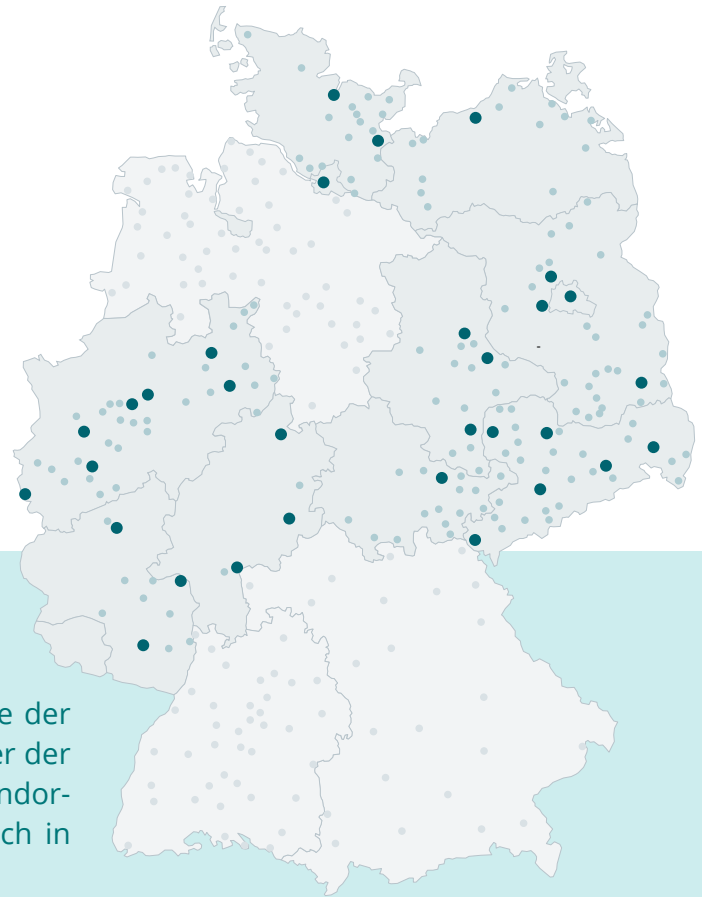 e der
er der
ndor-
ch in